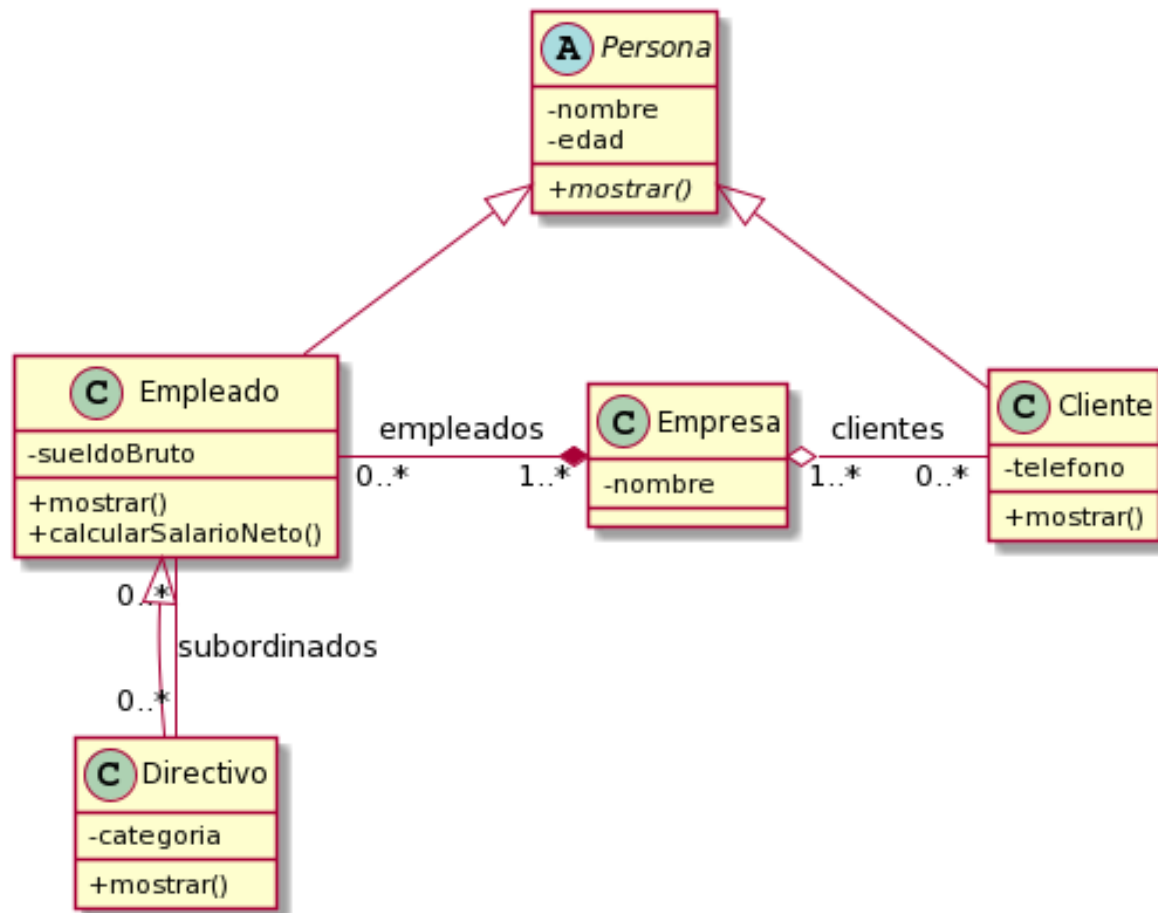 A Persona
-nombre
-edad
+mostrar()
C Empleado
-sueldoBruto
+mostrar()
+calcularSalarioNeto()
empleados
0..*
1..*
C Empresa
-nombre
clientes
1..*
0..*
C Cliente
-telefono
+mostrar()
0..*
subordinados
0..*
C Directivo
-categoria
+mostrar()